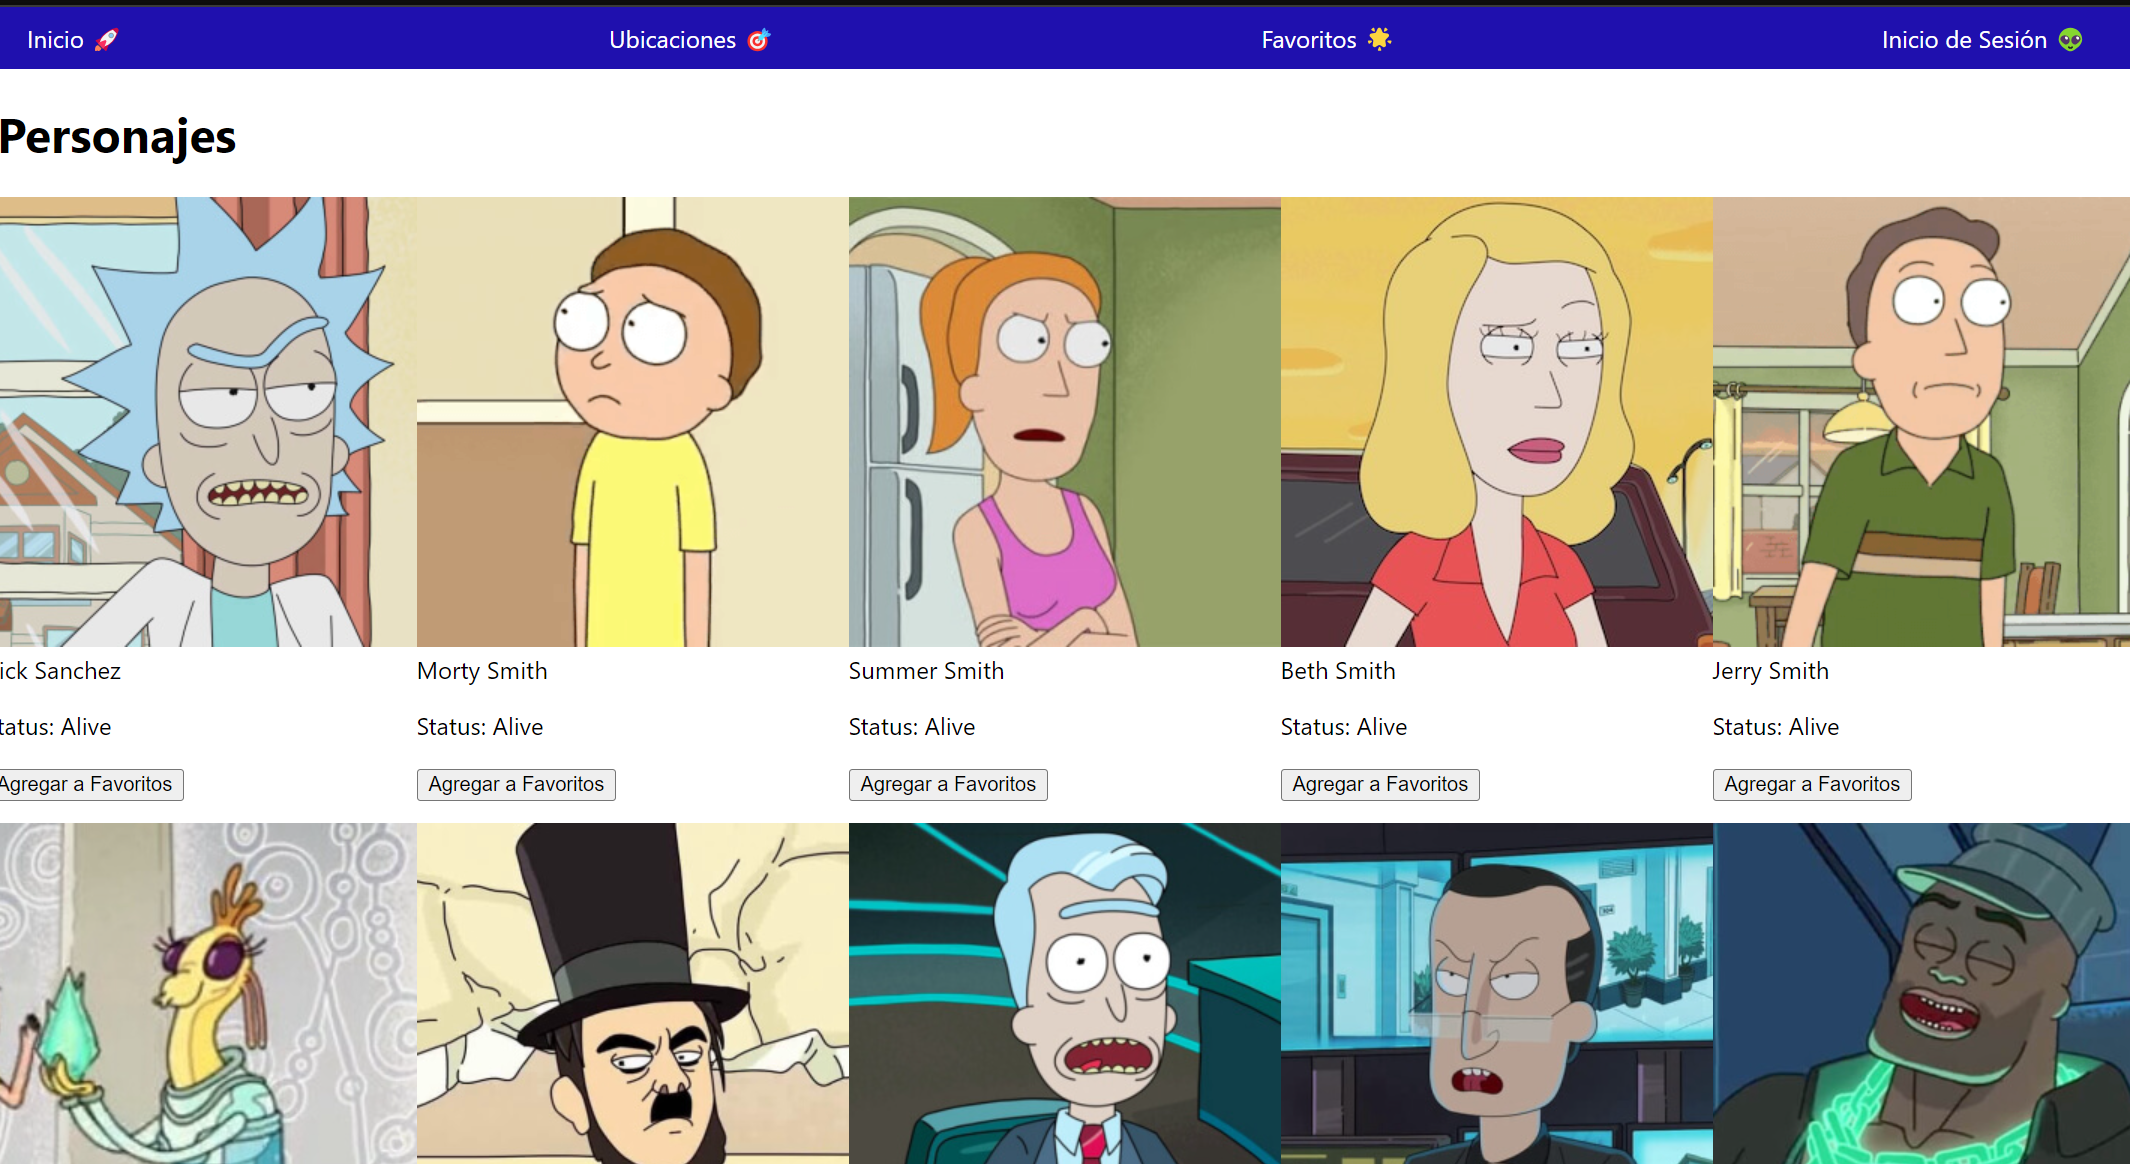 Inicio 🚀 Ubicaciones 🎯 Favoritos 🌟 Inicio de Sesión 👽
Personajes
ick Sanchez Morty Smith Summer Smith Beth Smith Jerry Smith
tatus: Alive Status: Alive Status: Alive Status: Alive Status: Alive
Agregar a Favoritos Agregar a Favoritos Agregar a Favoritos Agregar a Favoritos Agregar a Favoritos